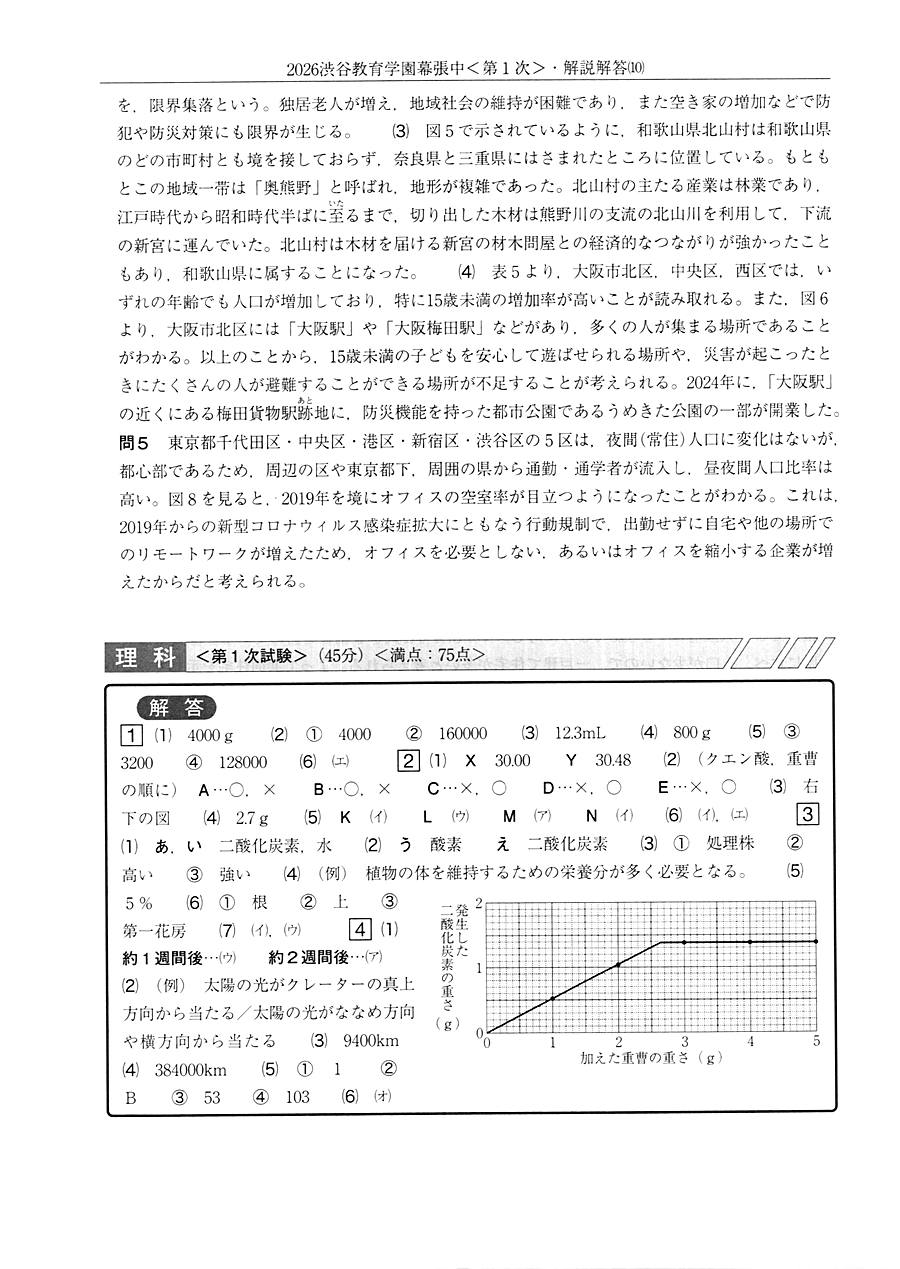 2026渋谷教育学園幕張中＜第１次＞・解説解答⑽
を，限界集落という。独居老人が増え，地域社会の維持が困難であり，また空き家の増加などで防
犯や防災対策にも限界が生じる。　⑶　図５で示されているように，和歌山県北山村は和歌山県
のどの市町村とも境を接しておらず，奈良県と三重県にはさまれたところに位置している。もとも
とこの地域一帯は「奥熊野」と呼ばれ，地形が複雑であった。北山村の主たる産業は林業であり，
いた
江戸時代から昭和時代半ばに至るまで，切り出した木材は熊野川の支流の北山川を利用して，下流
の新宮に運んでいた。北山村は木材を届ける新宮の材木問屋との経済的なつながりが強かったこと
もあり，和歌山県に属することになった。　⑷　表５より，大阪市北区，中央区，西区では，い
ずれの年齢でも人口が増加しており，特に15歳未満の増加率が高いことが読み取れる。また，図６
より，大阪市北区には「大阪駅」や「大阪梅田駅」などがあり，多くの人が集まる場所であること
がわかる。以上のことから，15歳未満の子どもを安心して遊ばせられる場所や，災害が起こったと
きにたくさんの人が避難することができる場所が不足することが考えられる。2024年に，「大阪駅」
あと
の近くにある梅田貨物駅跡地に，防災機能を持った都市公園であるうめきた公園の一部が開業した。
問５　東京都千代田区・中央区・港区・新宿区・渋谷区の５区は，夜間(常住)人口に変化はないが，
都心部であるため，周辺の区や東京都下，周囲の県から通勤・通学者が流入し，昼夜間人口比率は
高い。図８を見ると，2019年を境にオフィスの空室率が目立つようになったことがわかる。これは，
2019年からの新型コロナウィルス感染症拡大にともなう行動規制で，出勤せずに自宅や他の場所で
のリモートワークが増えたため，オフィスを必要としない，あるいはオフィスを縮小する企業が増
えたからだと考えられる。
理科　＜第１次試験＞（45分）＜満点：75点＞
解答
1 ⑴　4000ｇ　⑵　①　4000　②　160000　⑶　12.3mL　⑷　800ｇ　⑸　③
3200　④　128000　⑹　㈓　2 ⑴　X　30.00　Y　30.48　⑵　（クエン酸，重曹
の順に）　A…○，×　B…○，×　C…×，○　D…×，○　E…×，○　⑶　右
下の図　⑷　2.7ｇ　⑸　K　㈑　L　㈒　M　㈐　N　㈑　⑹　㈑，㈓　3
⑴　あ，い　二酸化炭素，水　⑵　う　酸素　え　二酸化炭素　⑶　①　処理株　②
高い　③　強い　⑷　（例）　植物の体を維持するための栄養分が多く必要となる。　⑸
５％　⑹　①　根　②　上　③
第一花房　⑺　㈑，㈒　4 ⑴
約１週間後…㈒　約２週間後…㈐
⑵　（例）　太陽の光がクレーターの真上
方向から当たる／太陽の光がななめ方向
や横方向から当たる　⑶　9400km
⑷　384000km　⑸　①　１　②
B　③　53　④　103　⑹　㈔
発生した
二酸化炭素の重さ
（ｇ）
2
1
0
0　1　2　3　4　5
加えた重曹の重さ（ｇ）